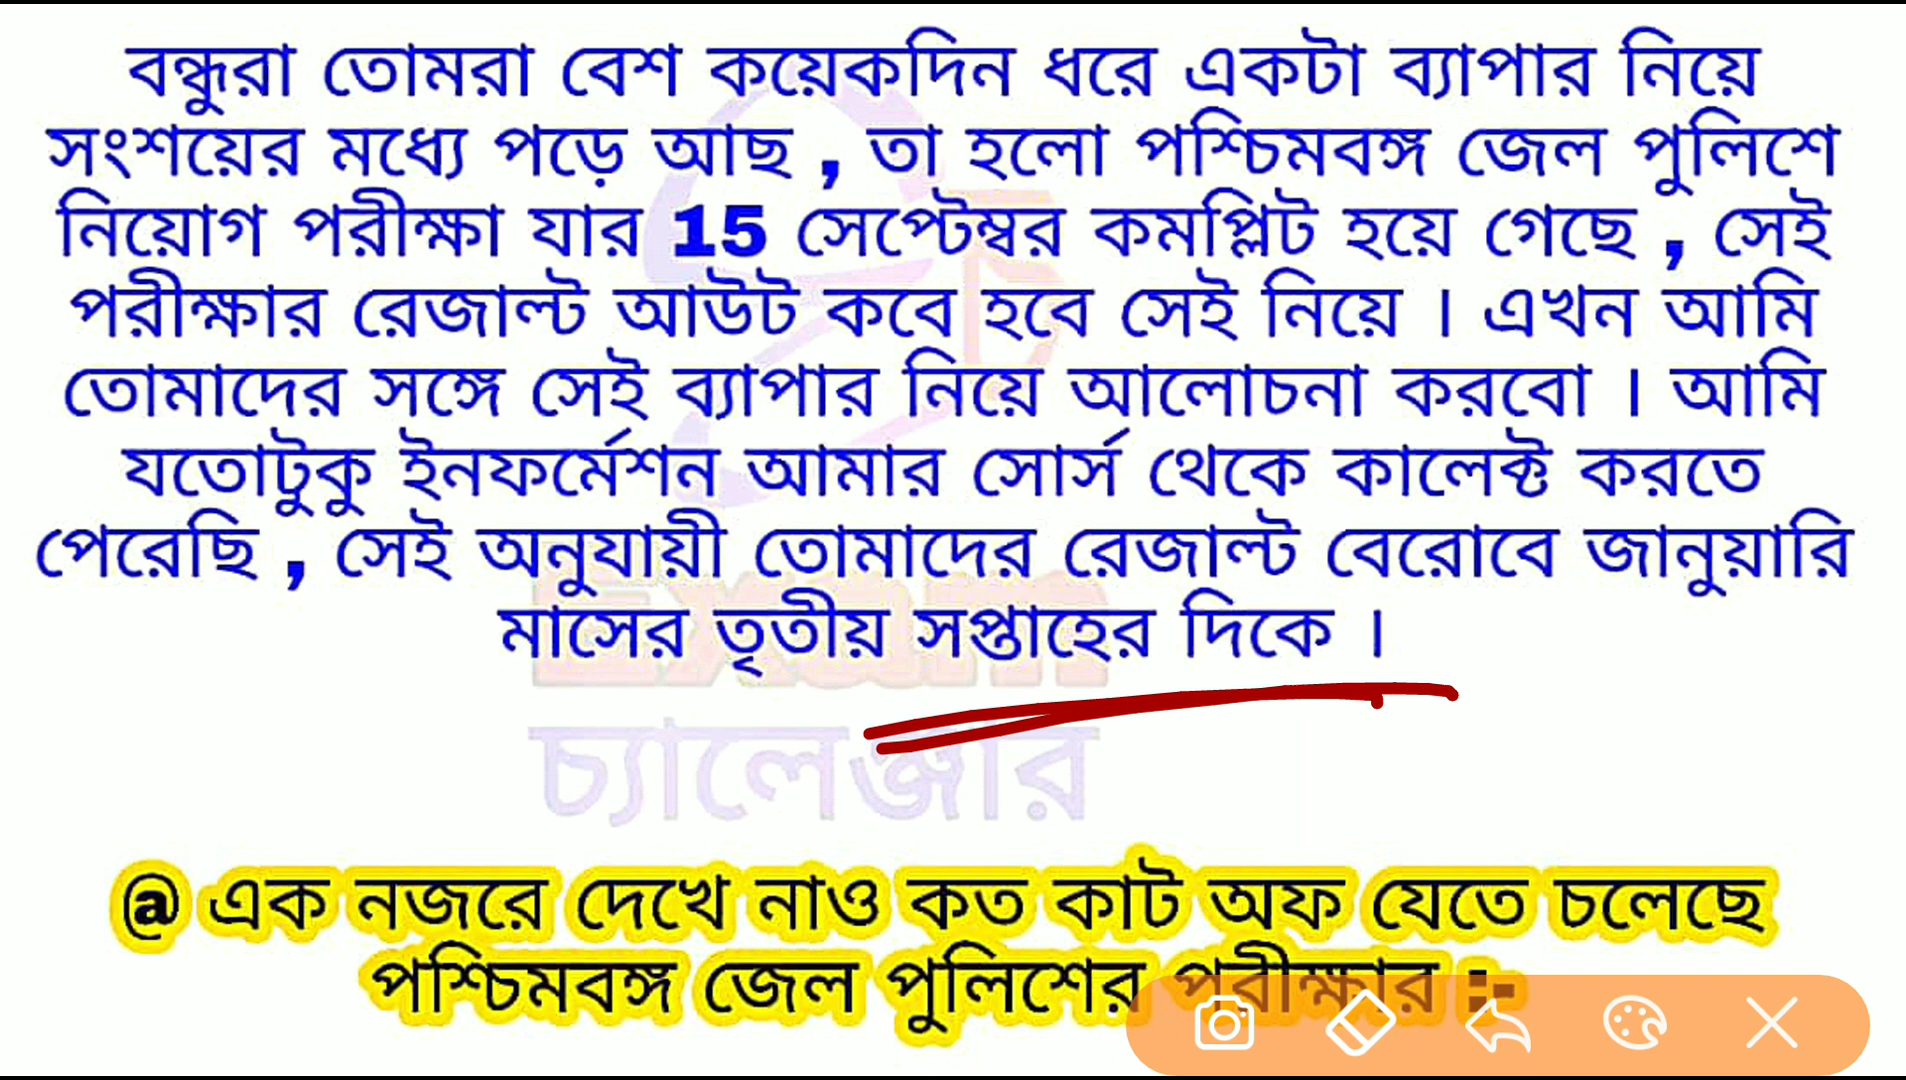 বন্ধুরা তোমরা বেশ কয়েকদিন ধরে একটা ব্যাপার নিয়ে
সংশয়ের মধ্যে পড়ে আছ , তা হলো পশ্চিমবঙ্গ জেল পুলিশে
নিয়োগ পরীক্ষা যার 15 সেপ্টেম্বর কমপ্লিট হয়ে গেছে , সেই
পরীক্ষার রেজাল্ট আউট কবে হবে সেই নিয়ে । এখন আমি
তোমাদের সঙ্গে সেই ব্যাপার নিয়ে আলোচনা করবো । আমি
যতোটুকু ইনফর্মেশন আমার সোর্স থেকে কালেক্ট করতে
পেরেছি , সেই অনুযায়ী তোমাদের রেজাল্ট বেরোবে জানুয়ারি
মাসের তৃতীয় সপ্তাহের দিকে ।
Exam
চ্যালেঞ্জার
@ এক নজরে দেখে নাও কত কাট অফ যেতে চলেছে
পশ্চিমবঙ্গ জেল পুলিশের পরীক্ষার :-